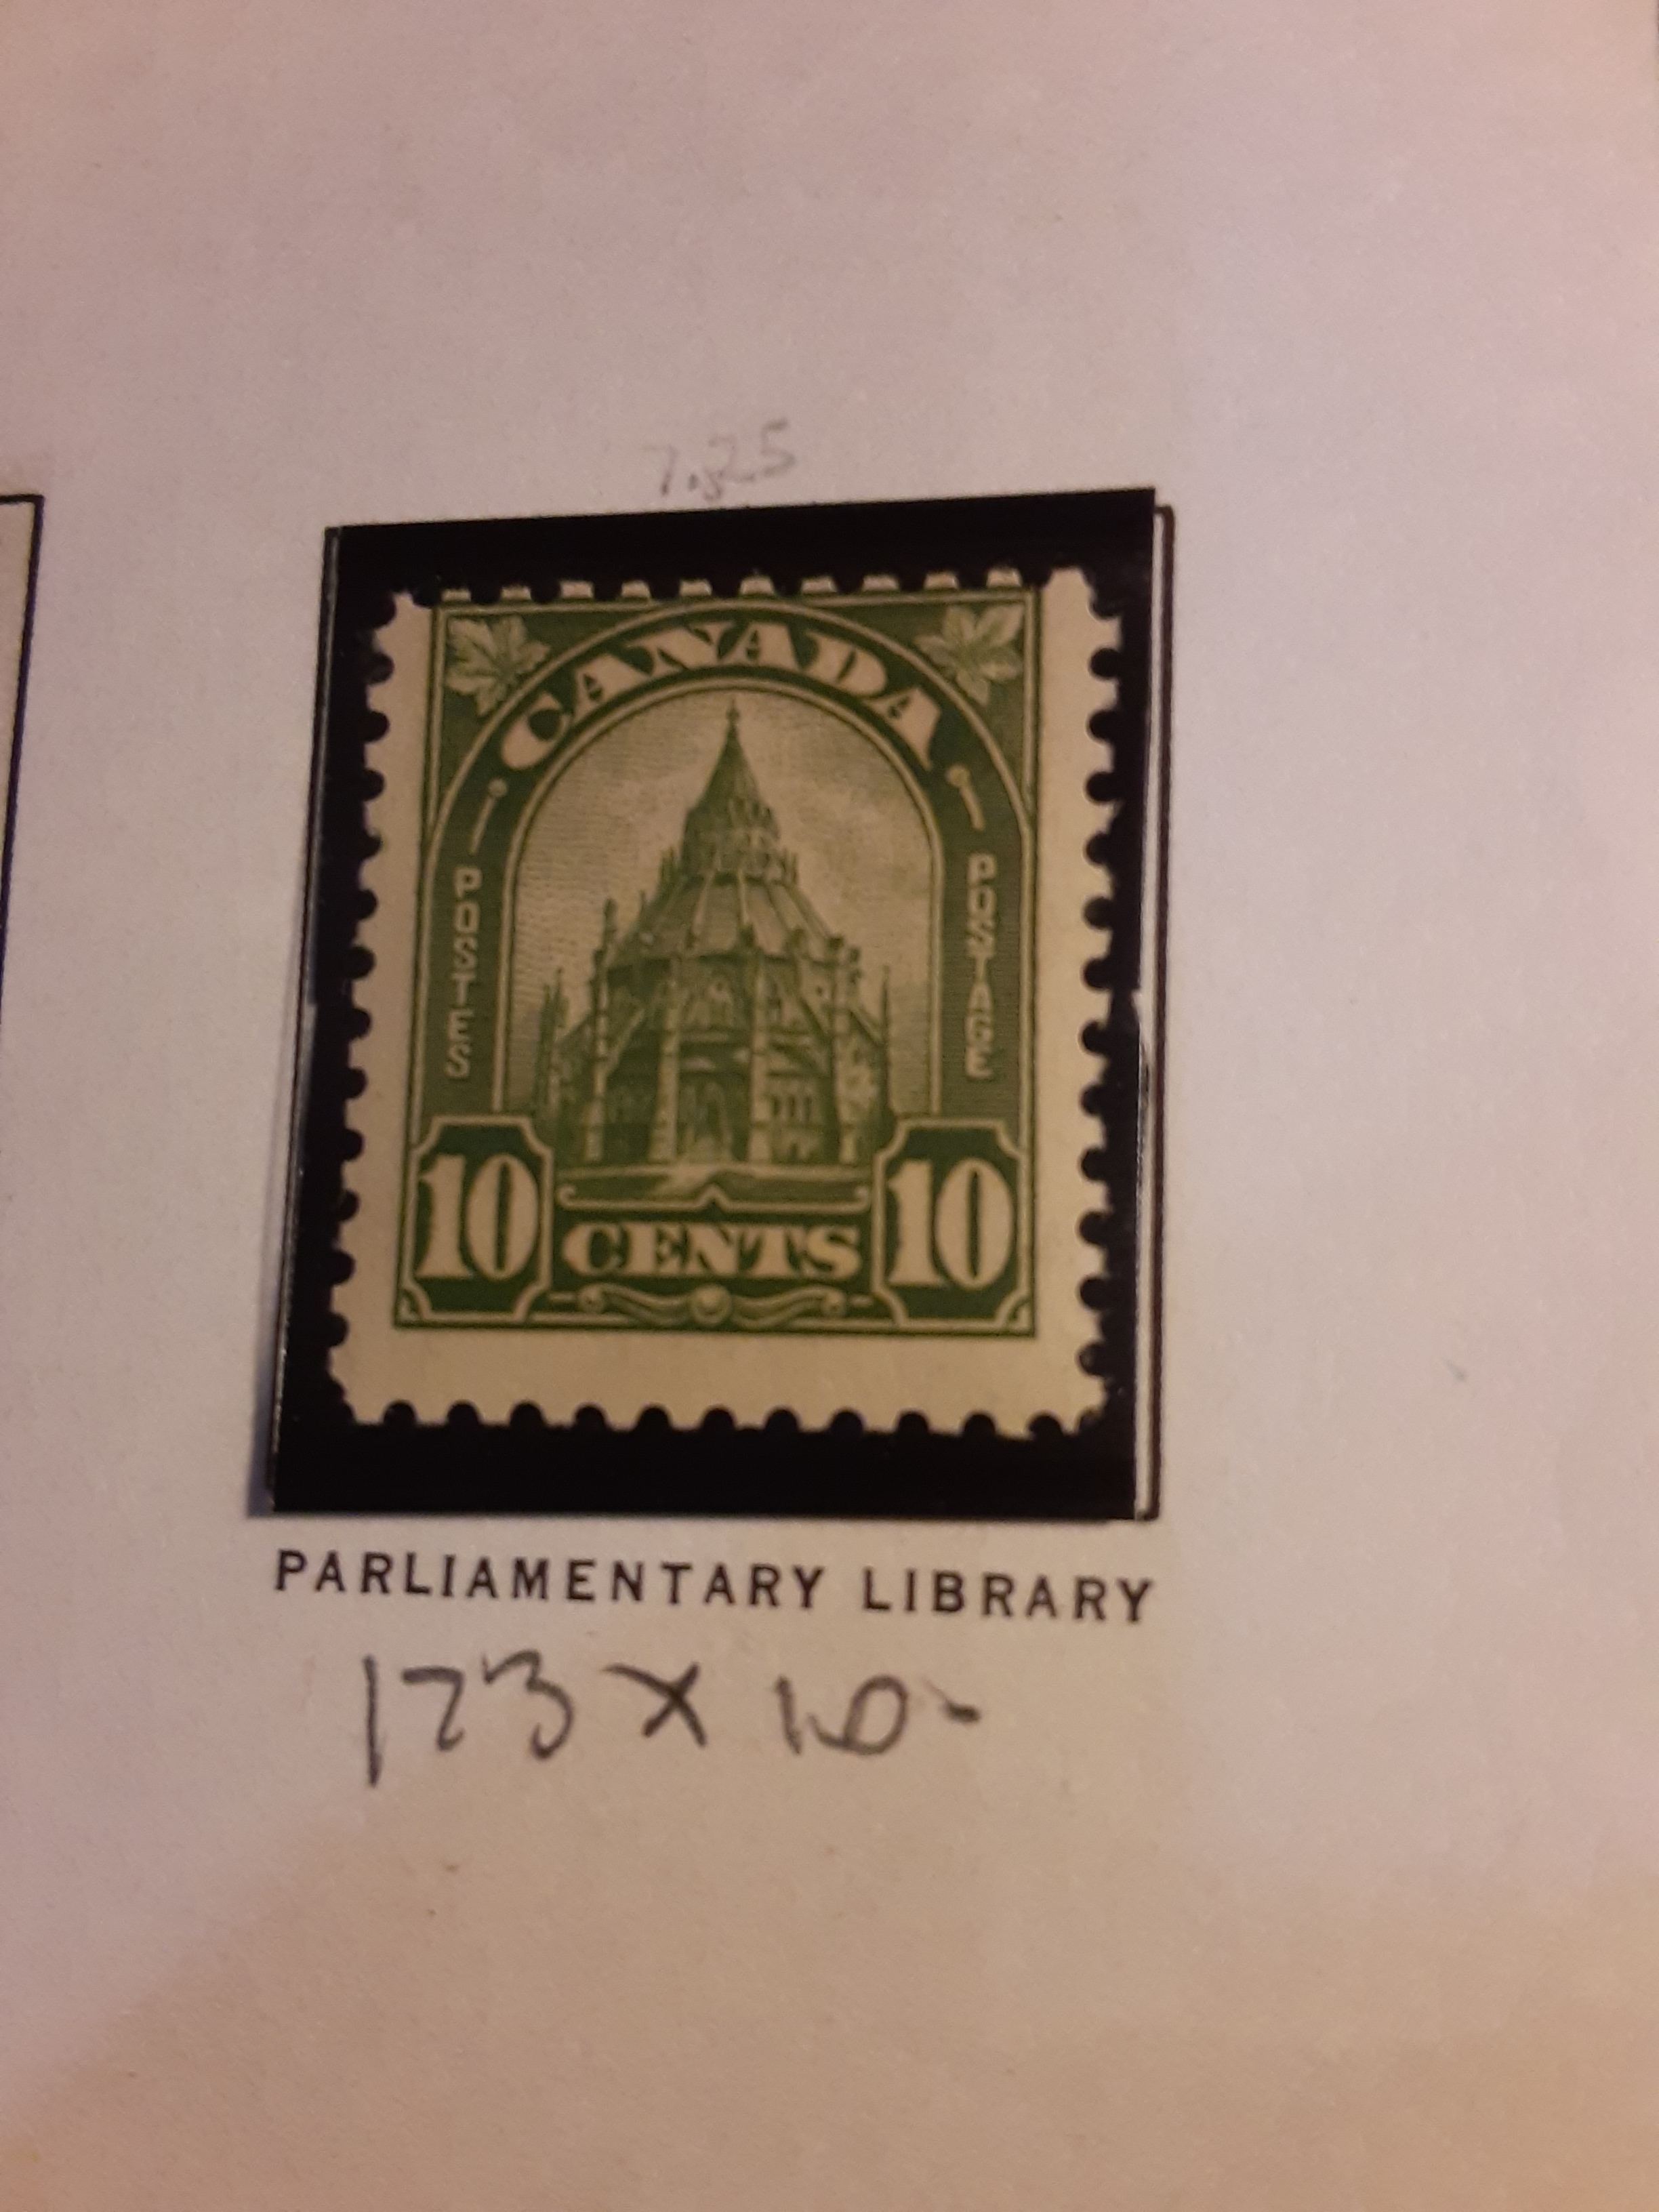 7.25
CANADA
POSTES
POSTAGE
10 CENTS 10
PARLIAMENTARY LIBRARY
173 X 10-